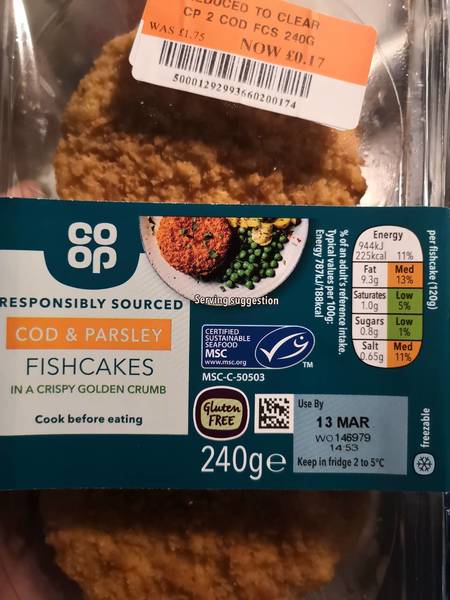 REDUCED TO CLEAR
CP 2 COD FCS 240G
WAS £1.75
NOW £0.17
50001292993660200174
CO
OP
RESPONSIBLY SOURCED
COD & PARSLEY
FISHCAKES
IN A CRISPY GOLDEN CRUMB
Cook before eating
Serving suggestion
CERTIFIED
SUSTAINABLE
SEAFOOD
MSC
www.msc.org
TM
MSC-C-50503
Gluten
FREE
240g℮
Use By
13 MAR
WO146979
14:53
Keep in fridge 2 to 5°C
% of an adult's reference intake.
Typical values per 100g:
Energy 787kJ/188kcal
Energy
944kJ
225kcal 11%
Fat Med
9.3g 13%
Saturates Low
1.0g 5%
Sugars Low
0.8g 1%
Salt Med
0.65g 11%
per fishcake (120g)
freezable